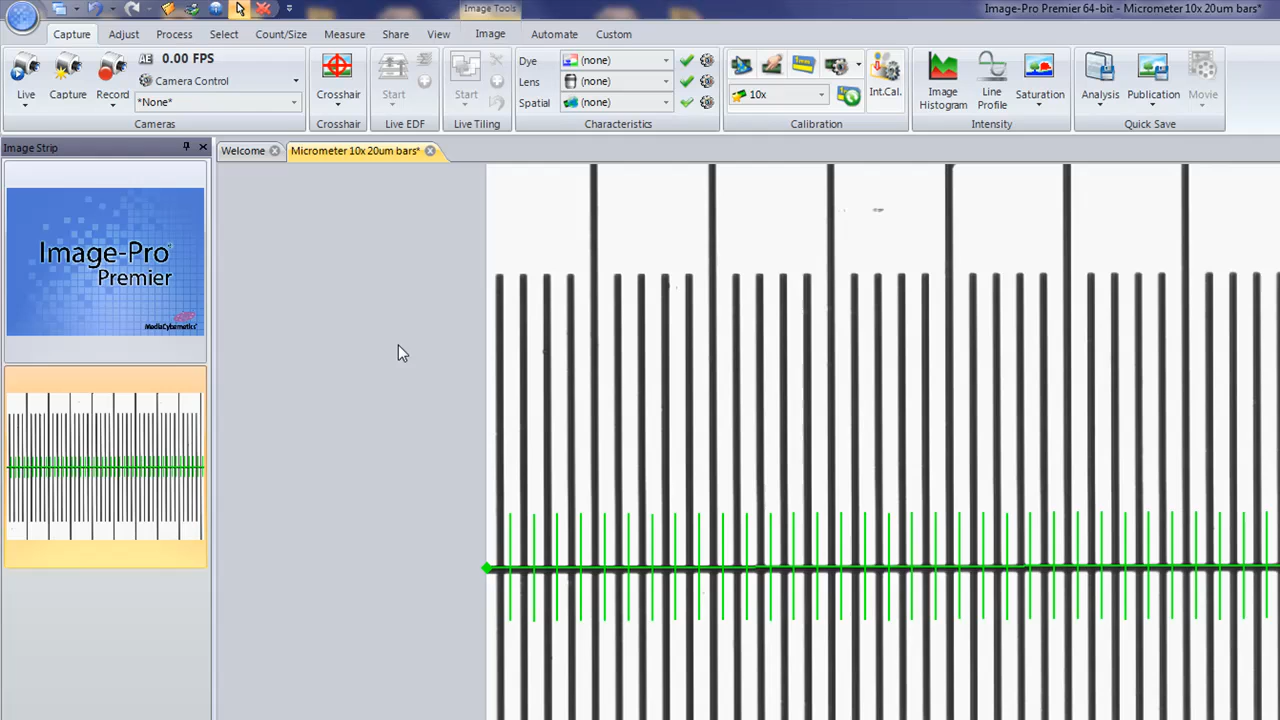 Image Tools
Image-Pro Premier 64-bit - Micrometer 10x 20um bars*
Capture Adjust Process Select Count/Size Measure Share View Image Automate Custom
AE 0.00 FPS
Camera Control
*None*
Live Capture Record
Cameras
Crosshair
Crosshair
Start
Live EDF
Start
Live Tiling
Dye (none)
Lens (none)
Spatial (none)
Characteristics
10x
Int.Cal.
Calibration
Image Histogram
Line Profile
Saturation
Intensity
Analysis Publication Movie
Quick Save
Image Strip
Welcome
Micrometer 10x 20um bars*
Image-Pro
Premier
MediaCybernetics